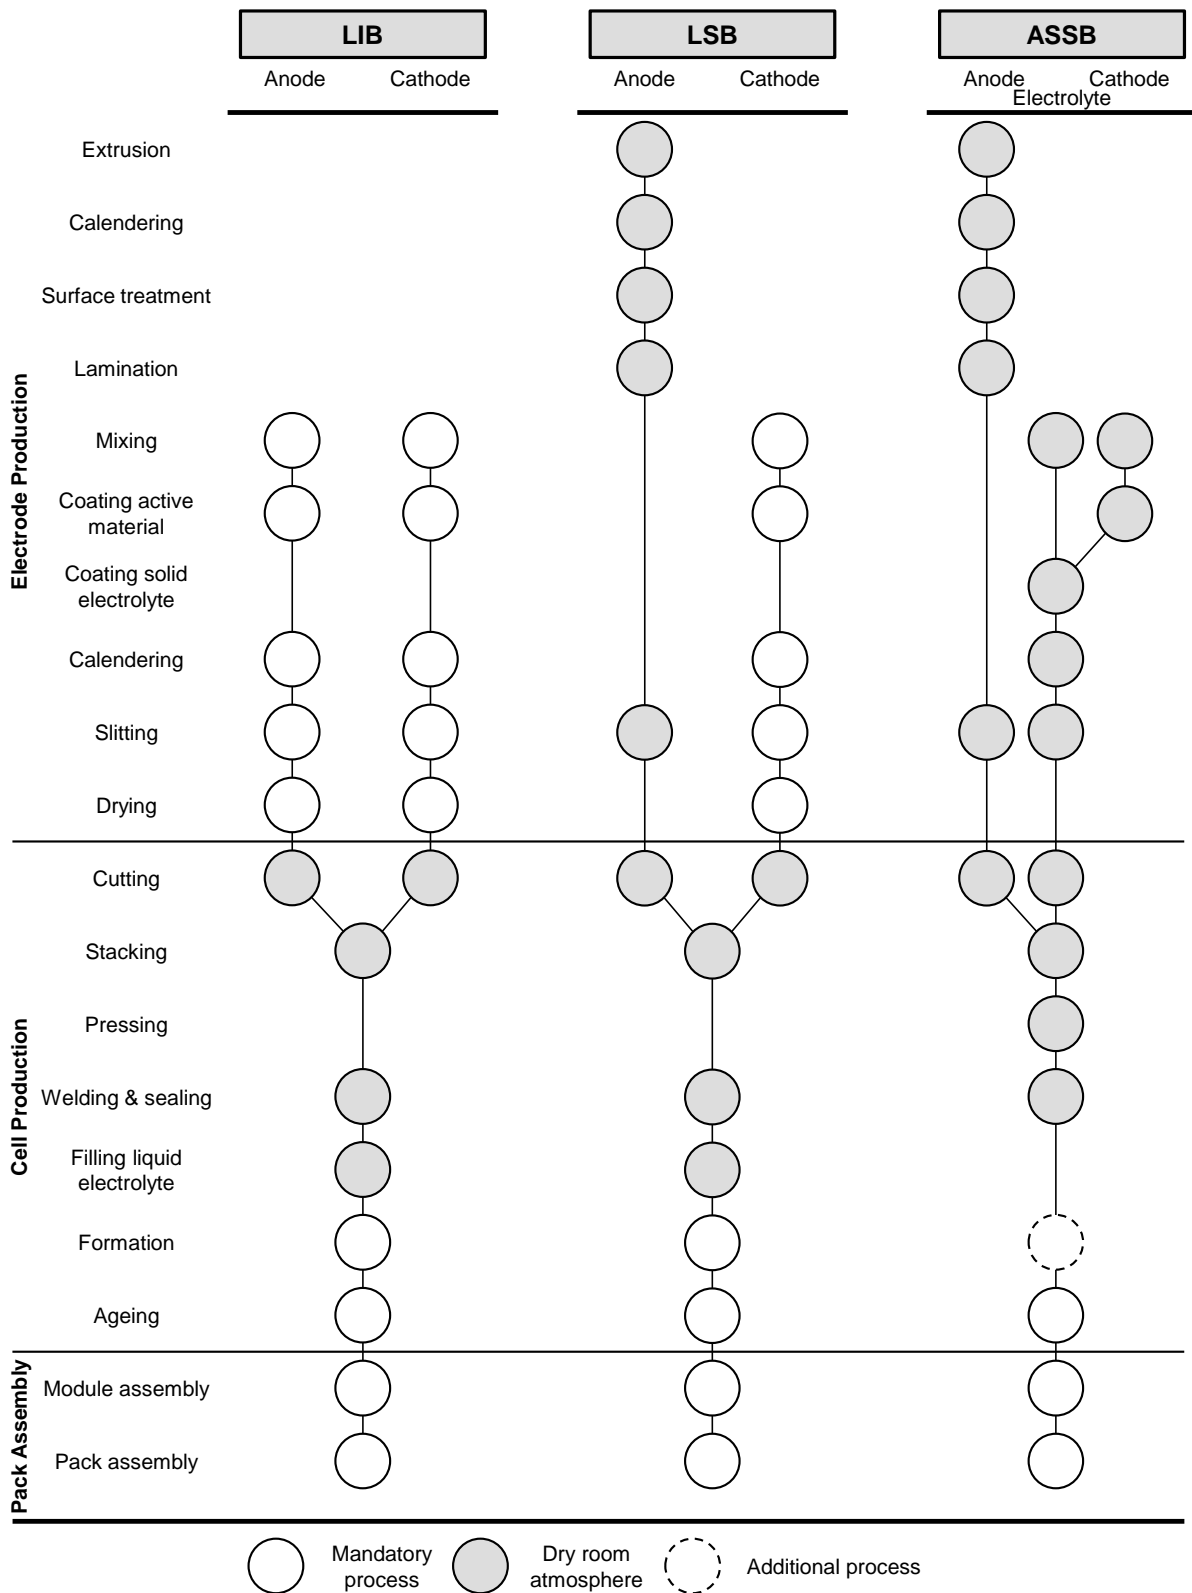 LIB
LSB
ASSB
Anode
Cathode
Anode
Cathode
Anode
Cathode
Electrolyte
Electrode Production
Extrusion
Calendering
Surface treatment
Lamination
Mixing
Coating active
material
Coating solid
electrolyte
Calendering
Slitting
Drying
Cell Production
Cutting
Stacking
Pressing
Welding & sealing
Filling liquid
electrolyte
Formation
Ageing
Pack Assembly
Module assembly
Pack assembly
Mandatory
process
Dry room
atmosphere
Additional process